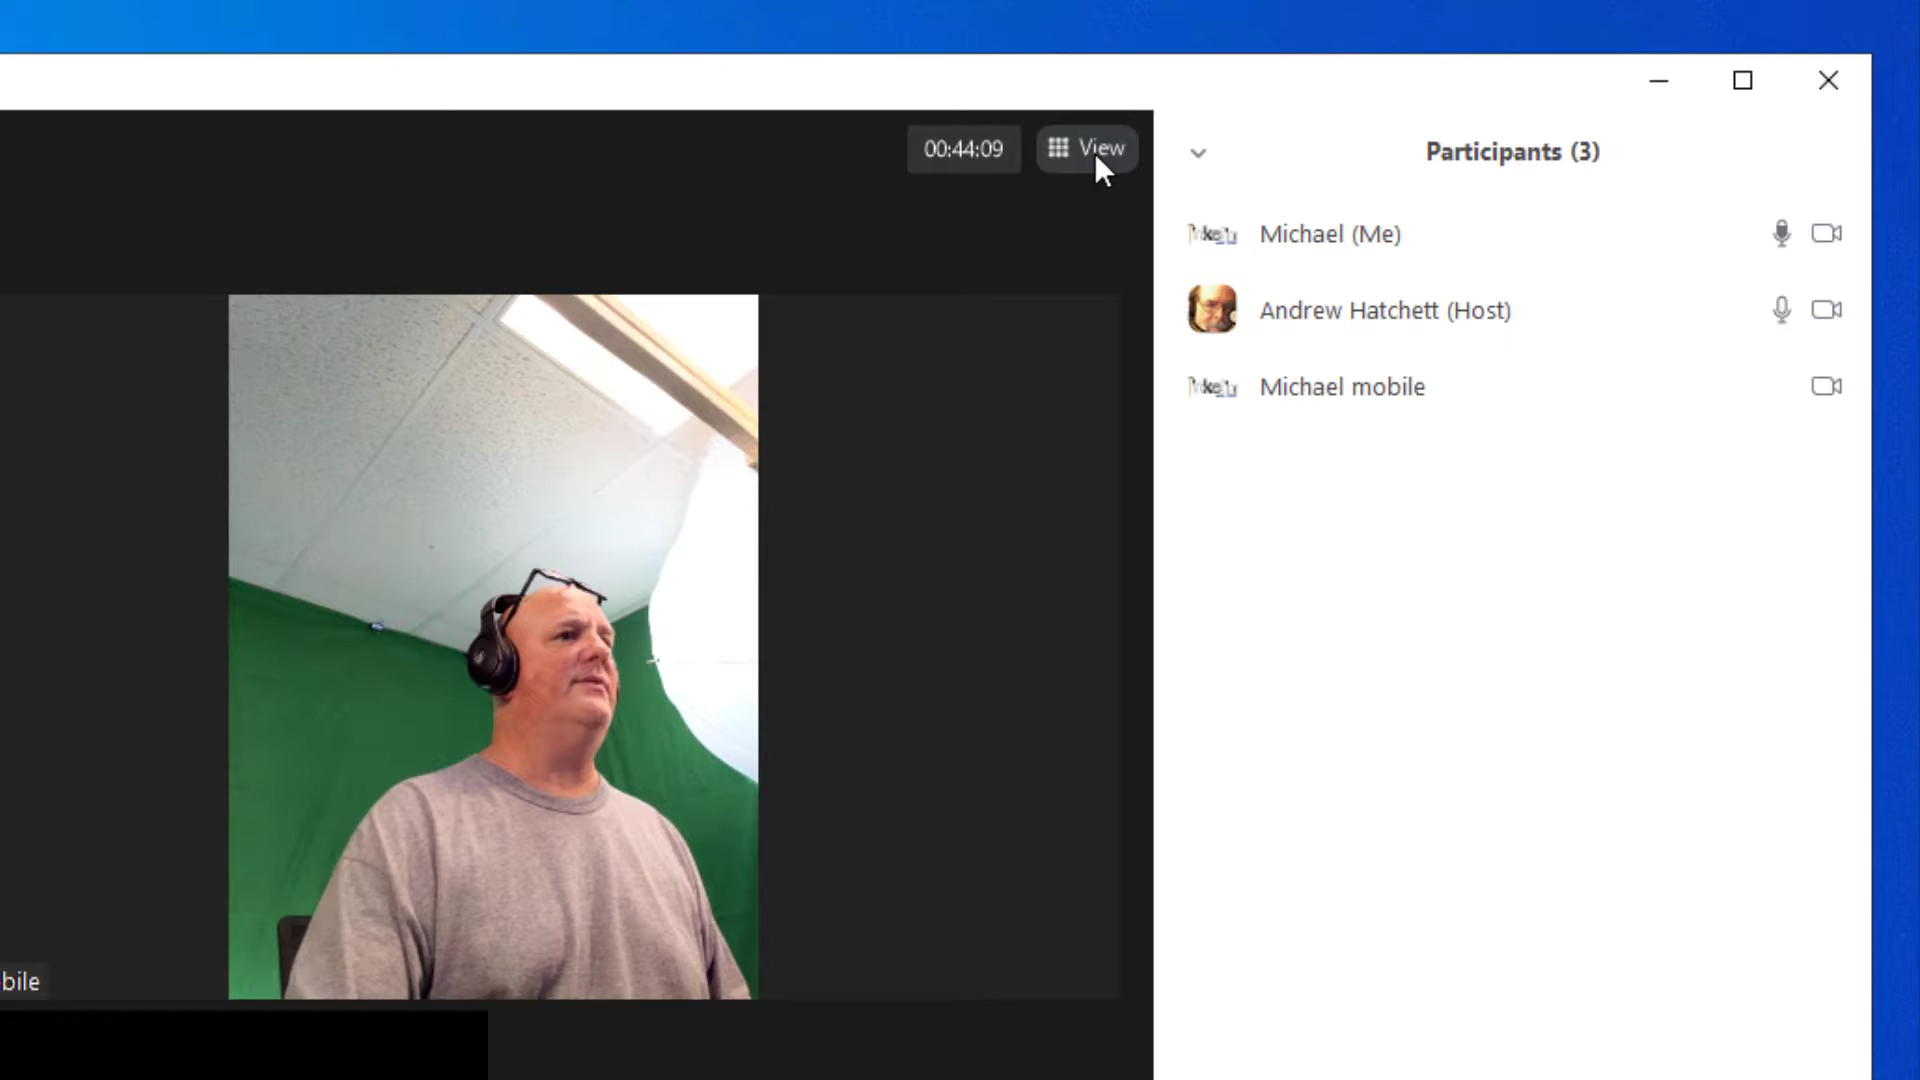 00:44:09
View
Participants (3)
Michael (Me)
Andrew Hatchett (Host)
Michael mobile
bile